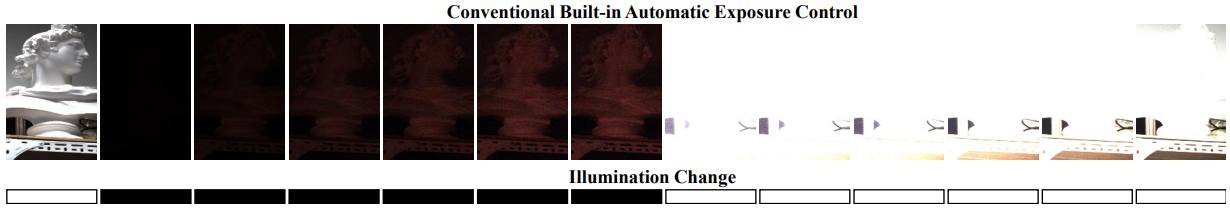 Conventional Built-in Automatic Exposure Control
Illumination Change